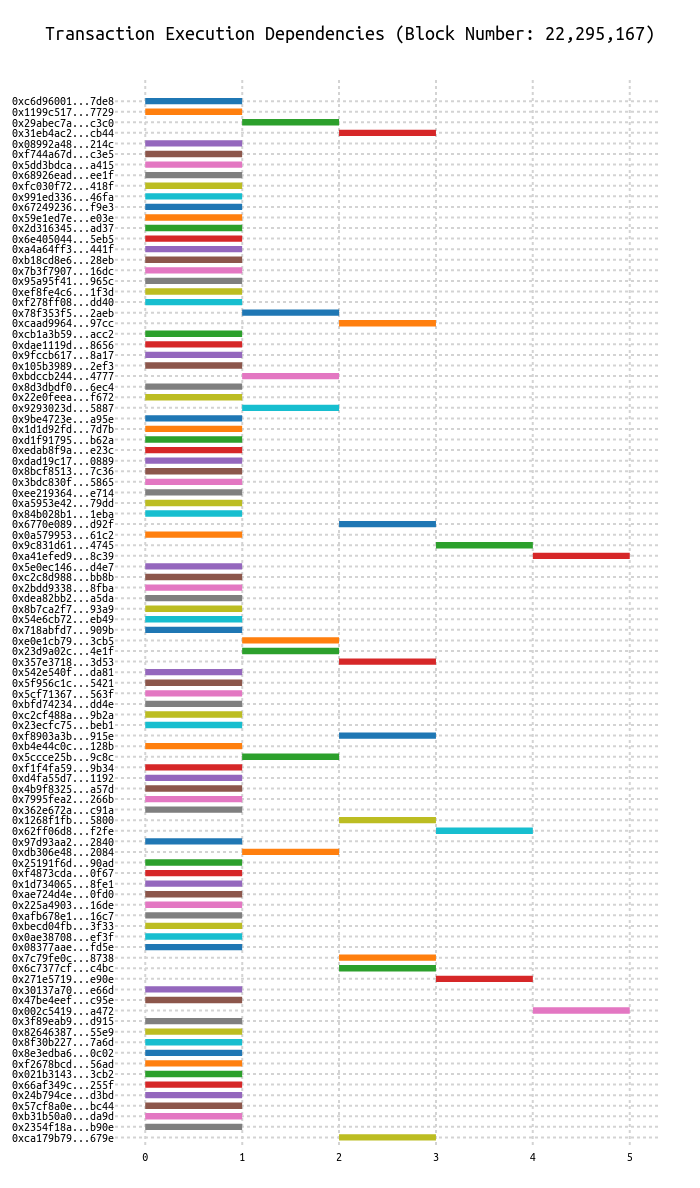 Transaction Execution Dependencies (Block Number: 22,295,167)
0xc6d96001...7de8
0x1199c517...7729
0x29abec7a...c3c0
0x31eb4ac2...cb44
0x08992a48...214c
0xf744a67d...c3e5
0x5dd3bdca...a415
0x68926ead...ee1f
0xfc030f72...418f
0x991ed336...46fa
0x67249236...f9e3
0x59e1ed7e...e03e
0x2d316345...ad37
0x6e405044...5eb5
0xa4a64ff3...441f
0xb18cd8e6...28eb
0x7b3f7907...16dc
0x95a95f41...965c
0xef8fe4c6...1f3d
0xf278ff08...dd40
0x78f353f5...2aeb
0xcaad9964...97cc
0xcb1a3b59...acc2
0xdae1119d...8656
0x9fccb617...8a17
0x105b3989...2ef3
0xbdccb244...4777
0x8d3dbdf0...6ec4
0x22e0feea...f672
0x9293023d...5887
0x9be4723e...a95e
0x1d1d92fd...7d7b
0xd1f91795...b62a
0xedab8f9a...e23c
0xdad19c17...0889
0x8bcf8513...7c36
0x3bdc830f...5865
0xee219364...e714
0xa5953e42...79dd
0x84b028b1...1eba
0x6770e089...d92f
0x0a579953...61c2
0x9c831d61...4745
0xa41efed9...8c39
0x5e0ec146...d4e7
0xc2c8d988...bb8b
0x2bdd9338...8fba
0xdea82bb2...a5da
0x8b7ca2f7...93a9
0x54e6cb72...eb49
0x718abfd7...909b
0xe0e1cb79...3cb5
0x23d9a02c...4e1f
0x357e3718...3d53
0x542e540f...da81
0x5f956c1c...5421
0x5cf71367...563f
0xbfd74234...dd4e
0xc2cf488a...9b2a
0x23ecfc75...beb1
0xf8903a3b...915e
0xb4e44c0c...128b
0x5ccce25b...9c8c
0xf1f4fa59...9b34
0xd4fa55d7...1192
0x4b9f8325...a57d
0x7995fea2...266b
0x362e672a...c91a
0x1268f1fb...5800
0x62ff06d8...f2fe
0x97d93aa2...2840
0xdb306e48...2084
0x25191f6d...90ad
0xf4873cda...0f67
0x1d734065...8fe1
0xae724d4e...0fd0
0x225a4903...16de
0xafb678e1...16c7
0xbecd04fb...3f33
0x0ae38708...ef3f
0x08377aae...fd5e
0x7c79fe0c...8738
0x6c7377cf...c4bc
0x271e5719...e90e
0x30137a70...e66d
0x47be4eef...c95e
0x002c5419...a472
0x3f89eab9...d915
0x82646387...55e9
0x8f30b227...7a6d
0x8e3edba6...0c02
0xf2678bcd...56ad
0x021b3143...3cb2
0x66af349c...255f
0x24b794ce...d3bd
0x57cf8a0e...bc44
0xb31b50a0...da9d
0x2354f18a...b90e
0xca179b79...679e
0 1 2 3 4 5